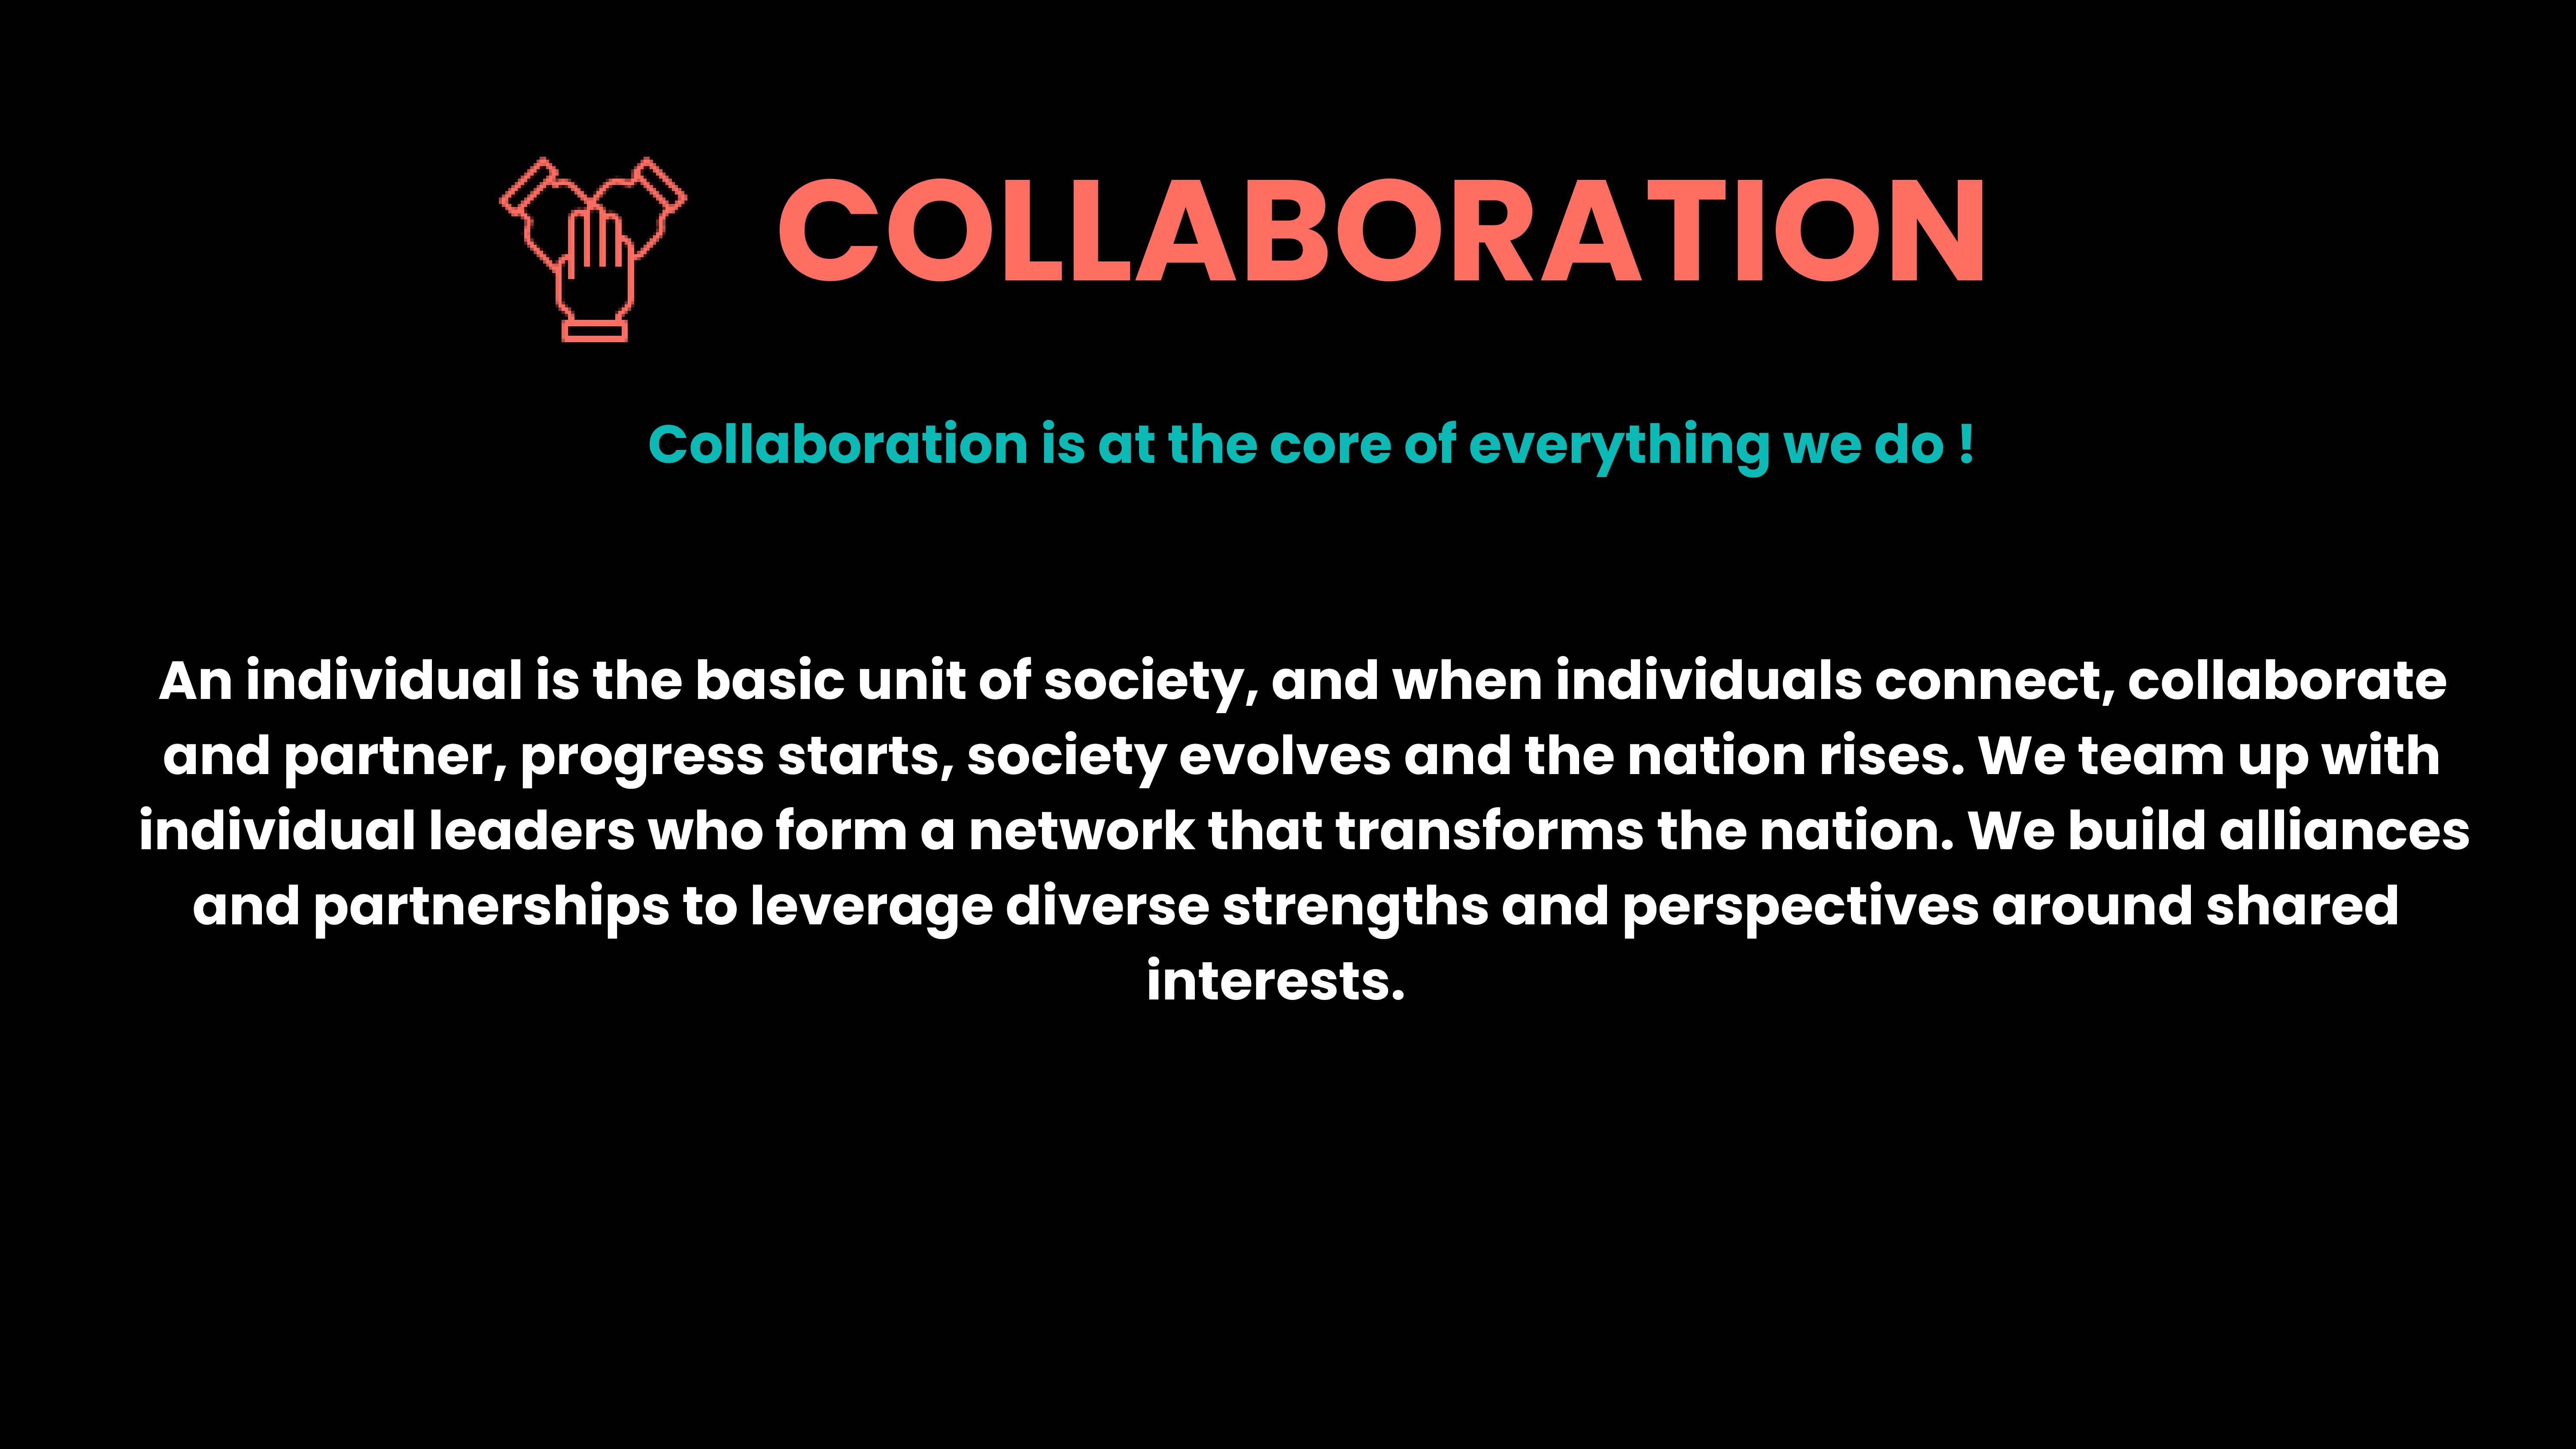 COLLABORATION
Collaboration is at the core of everything we do !
An individual is the basic unit of society, and when individuals connect, collaborate
and partner, progress starts, society evolves and the nation rises. We team up with
individual leaders who form a network that transforms the nation. We build alliances
and partnerships to leverage diverse strengths and perspectives around shared
interests.